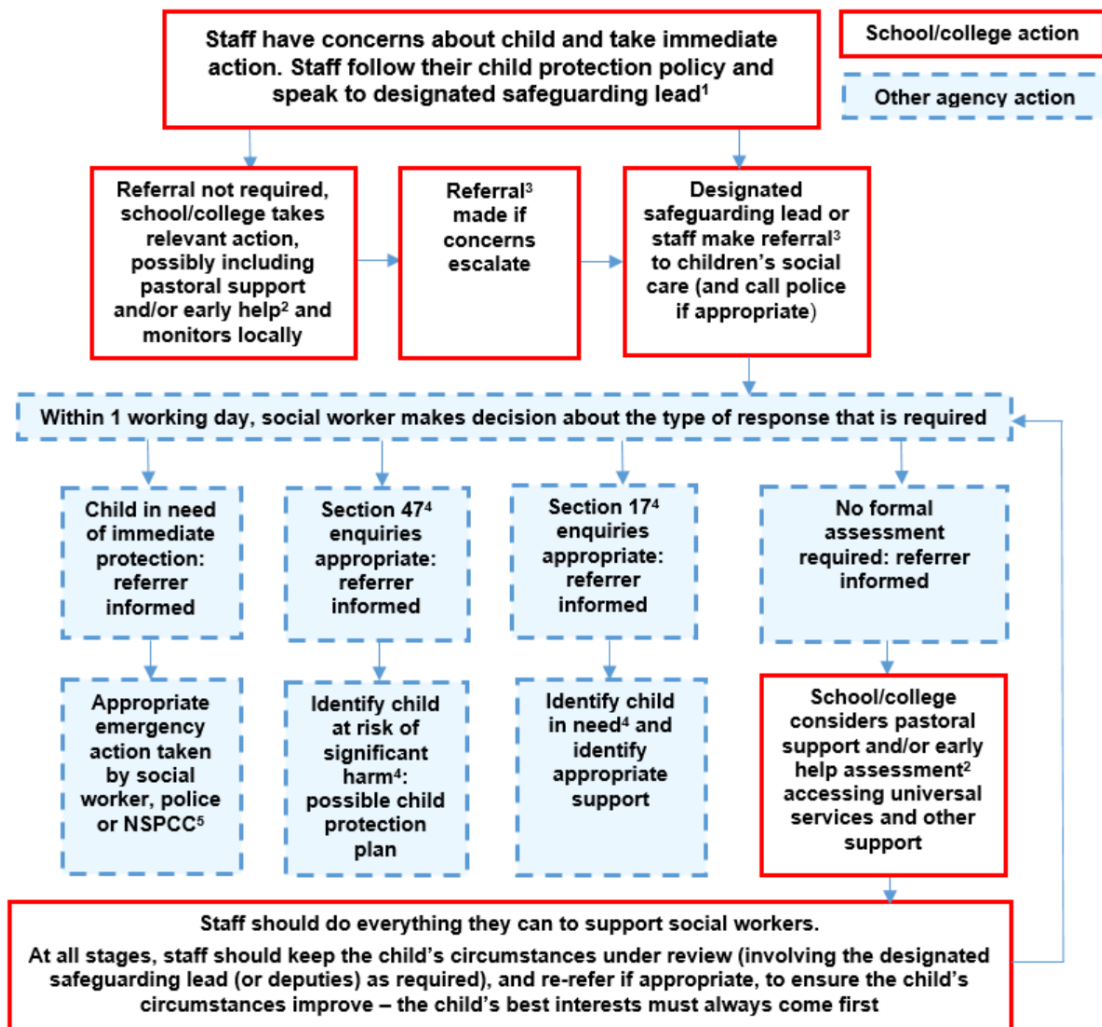 Staff have concerns about child and take immediate
action. Staff follow their child protection policy and
speak to designated safeguarding lead¹
School/college action
Other agency action
Referral not required,
school/college takes
relevant action,
possibly including
pastoral support
and/or early help² and
monitors locally
Referral³
made if
concerns
escalate
Designated
safeguarding lead or
staff make referral³
to children's social
care (and call police
if appropriate)
Within 1 working day, social worker makes decision about the type of response that is required
Child in need
of immediate
protection:
referrer
informed
Section 47⁴
enquiries
appropriate:
referrer
informed
Section 17⁴
enquiries
appropriate:
referrer
informed
No formal
assessment
required: referrer
informed
Appropriate
emergency
action taken
by social
worker, police
or NSPCC⁵
Identify child
at risk of
significant
harm⁴:
possible child
protection
plan
Identify child
in need⁴ and
identify
appropriate
support
School/college
considers pastoral
support and/or early
help assessment²
accessing universal
services and other
support
Staff should do everything they can to support social workers.
At all stages, staff should keep the child's circumstances under review (involving the designated
safeguarding lead (or deputies) as required), and re-refer if appropriate, to ensure the child's
circumstances improve – the child's best interests must always come first